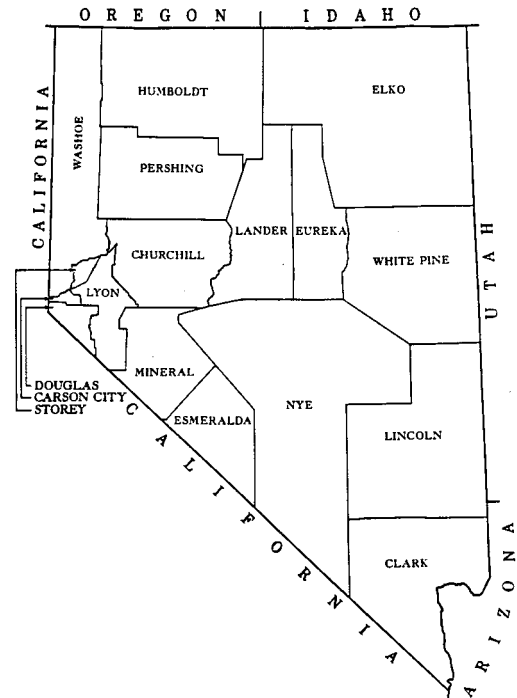 OREGON
IDAHO
CALIFORNIA
WASHOE
HUMBOLDT
ELKO
PERSHING
LANDER
EUREKA
CHURCHILL
WHITE PINE
UTAH
LYON
DOUGLAS
CARSON CITY
STOREY
MINERAL
ESMERALDA
NYE
LINCOLN
CLARK
CALIFORNIA
ARIZONA